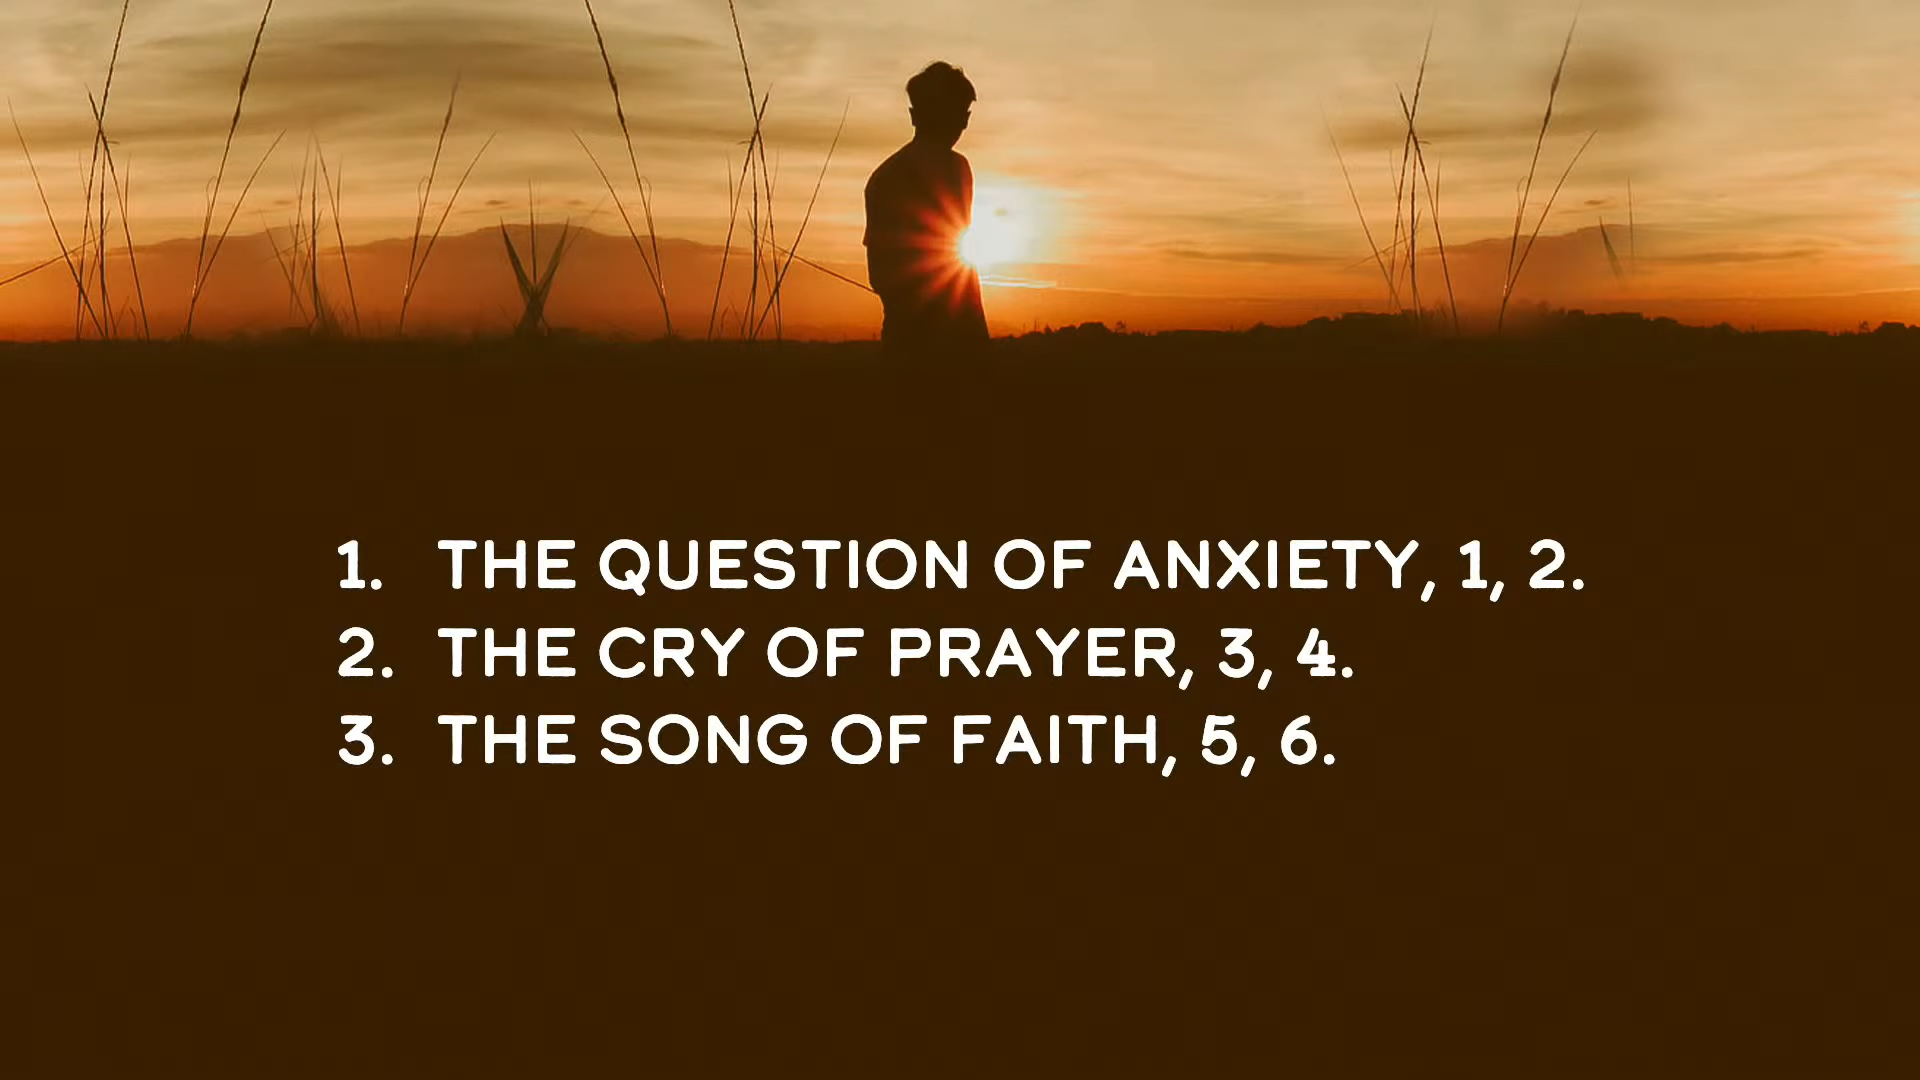 1. THE QUESTION OF ANXIETY, 1, 2.
2. THE CRY OF PRAYER, 3, 4.
3. THE SONG OF FAITH, 5, 6.